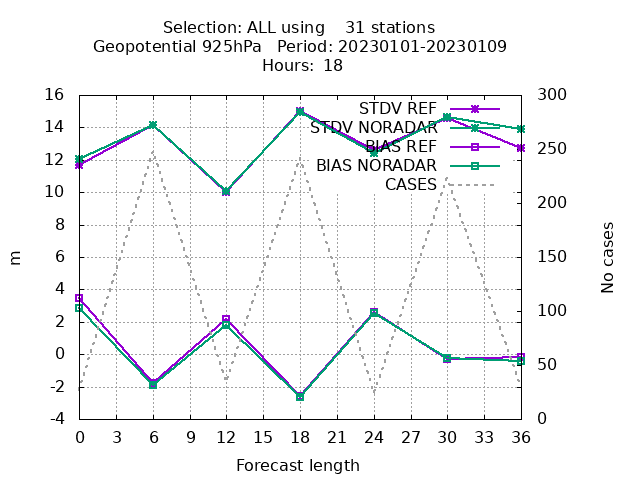 Selection: ALL using    31 stations
Geopotential 925hPa   Period: 20230101-20230109
Hours: 18
STDV REF
STDV NORADAR
BIAS REF
BIAS NORADAR
CASES
16
14
12
10
8
6
4
2
0
-2
-4
m
300
250
200
150
100
50
0
No cases
0 3 6 9 12 15 18 21 24 27 30 33 36
Forecast length